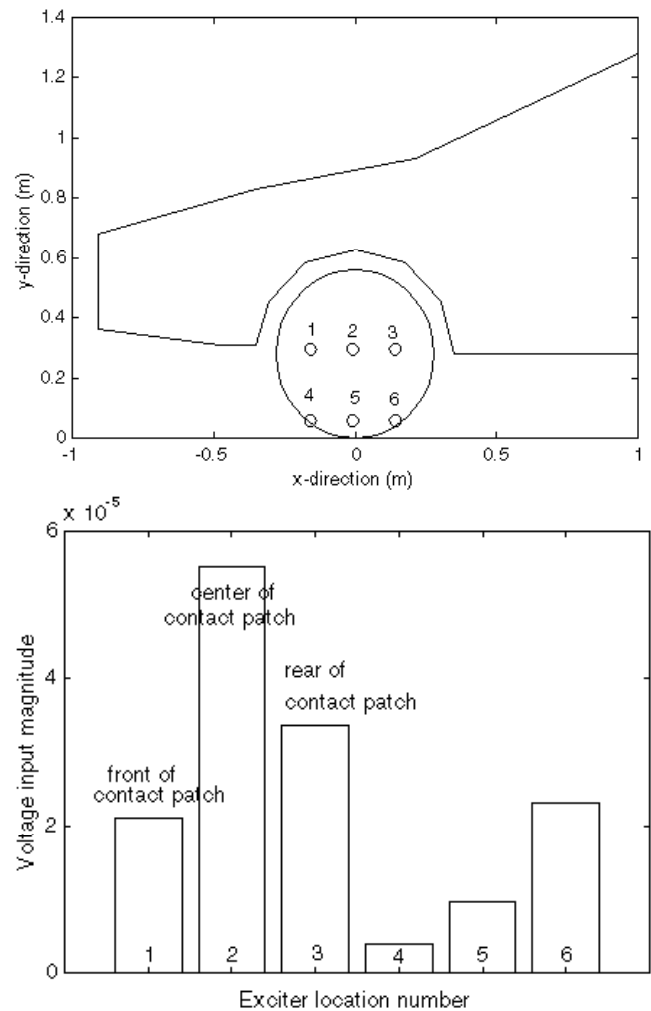 1.4
1.2
1
0.8
0.6
0.4
0.2
0
y-direction (m)
1 2 3
4 5 6
-1 -0.5 0 0.5 1
x-direction (m)
x 10^-5
6
4
2
0
Voltage input magnitude
center of
contact patch
rear of
contact patch
front of
contact patch
1 2 3 4 5 6
Exciter location number